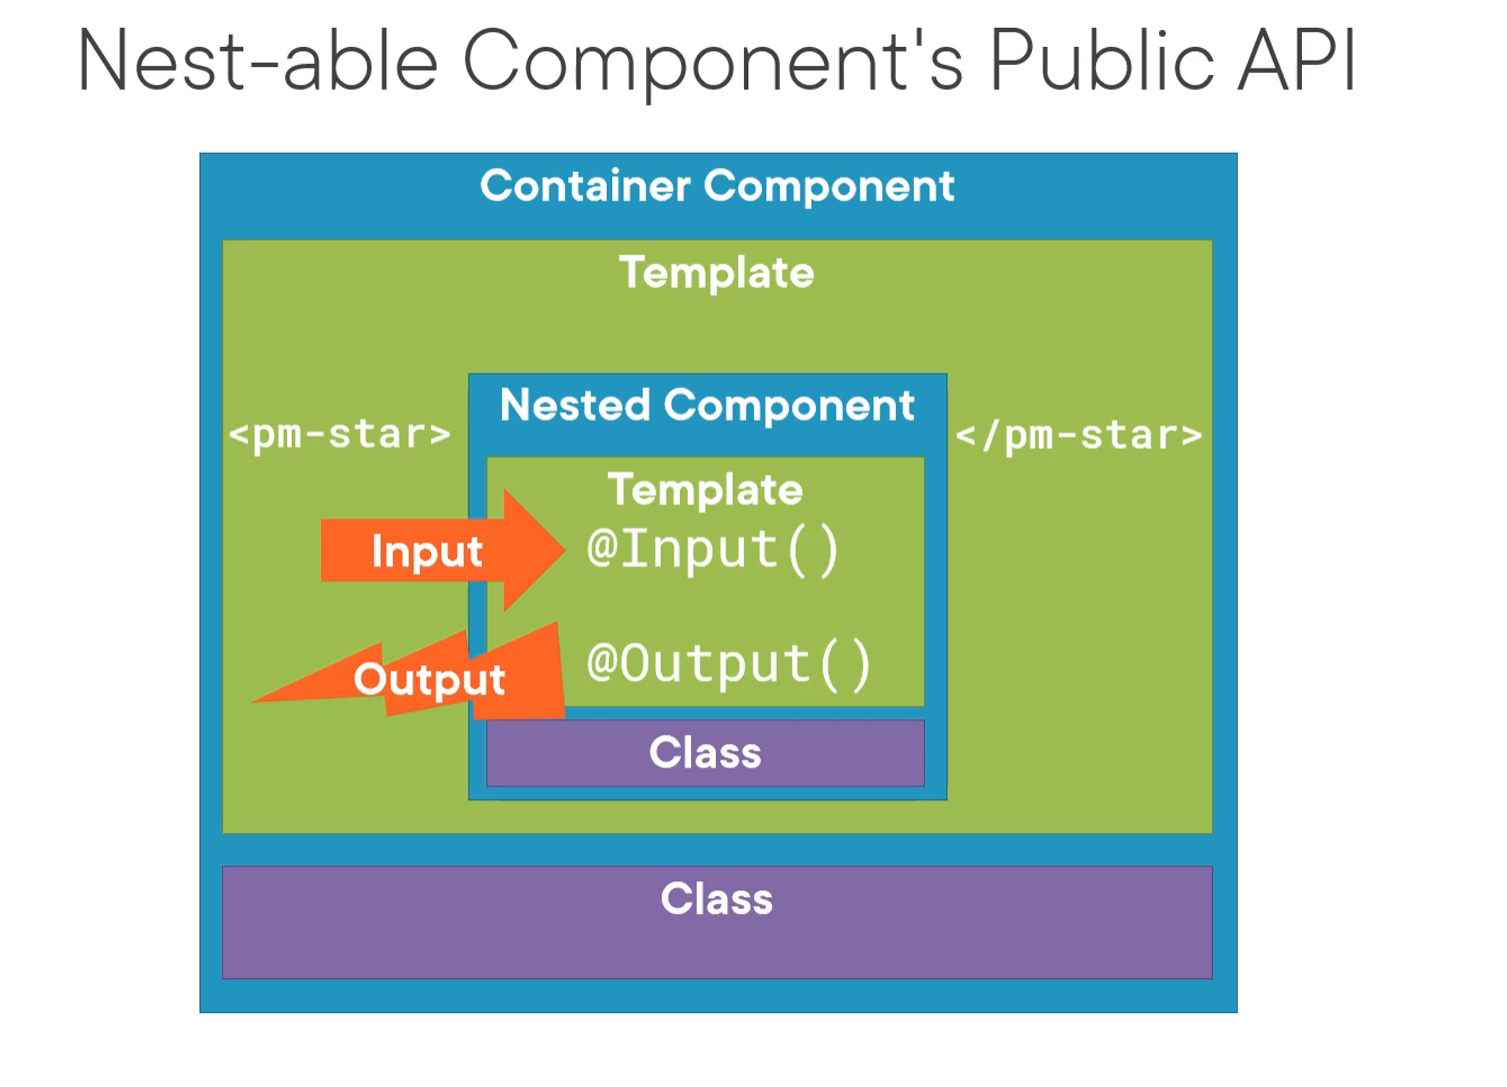 Nest-able Component's Public API
Container Component
Template
Nested Component
<pm-star>
</pm-star>
Template
Input
@Input()
Output
@Output()
Class
Class